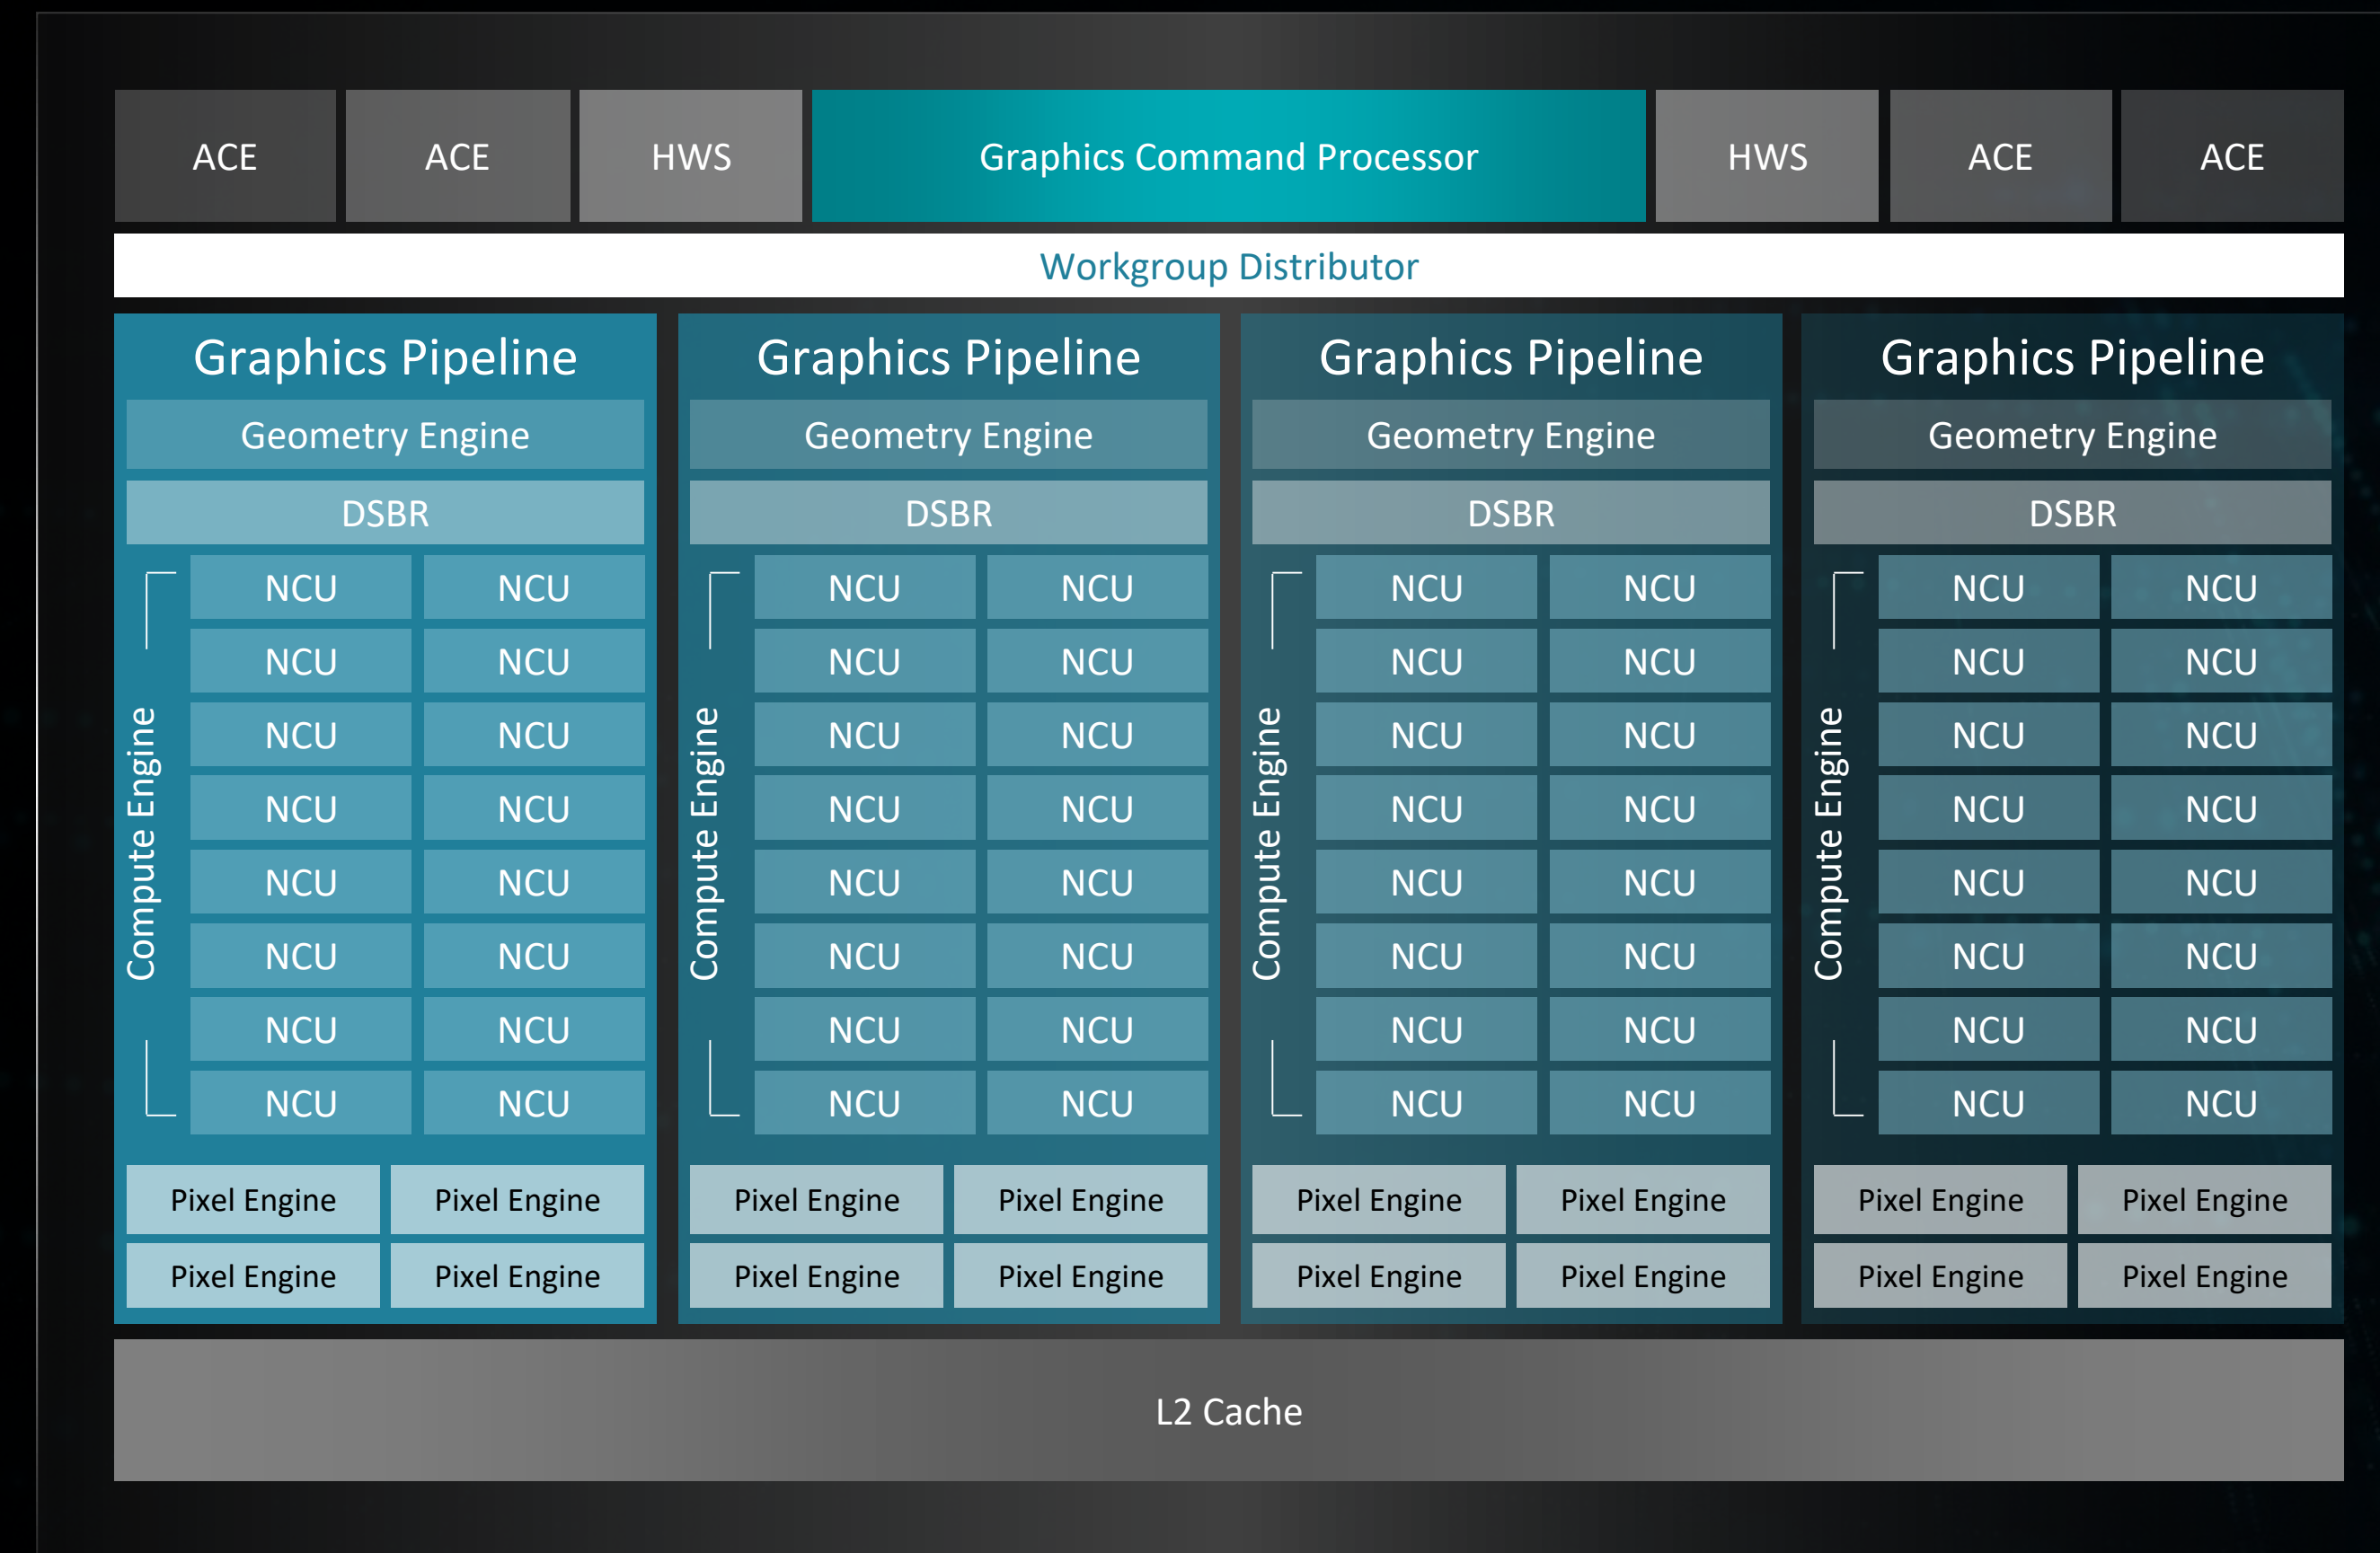 ACE ACE HWS Graphics Command Processor HWS ACE ACE
Workgroup Distributor
Graphics Pipeline Graphics Pipeline Graphics Pipeline Graphics Pipeline
Geometry Engine Geometry Engine Geometry Engine Geometry Engine
DSBR DSBR DSBR DSBR
Compute Engine Compute Engine Compute Engine Compute Engine
NCU NCU NCU NCU NCU NCU NCU NCU
NCU NCU NCU NCU NCU NCU NCU NCU
NCU NCU NCU NCU NCU NCU NCU NCU
NCU NCU NCU NCU NCU NCU NCU NCU
NCU NCU NCU NCU NCU NCU NCU NCU
NCU NCU NCU NCU NCU NCU NCU NCU
NCU NCU NCU NCU NCU NCU NCU NCU
NCU NCU NCU NCU NCU NCU NCU NCU
Pixel Engine Pixel Engine Pixel Engine Pixel Engine Pixel Engine Pixel Engine Pixel Engine Pixel Engine
Pixel Engine Pixel Engine Pixel Engine Pixel Engine Pixel Engine Pixel Engine Pixel Engine Pixel Engine
L2 Cache